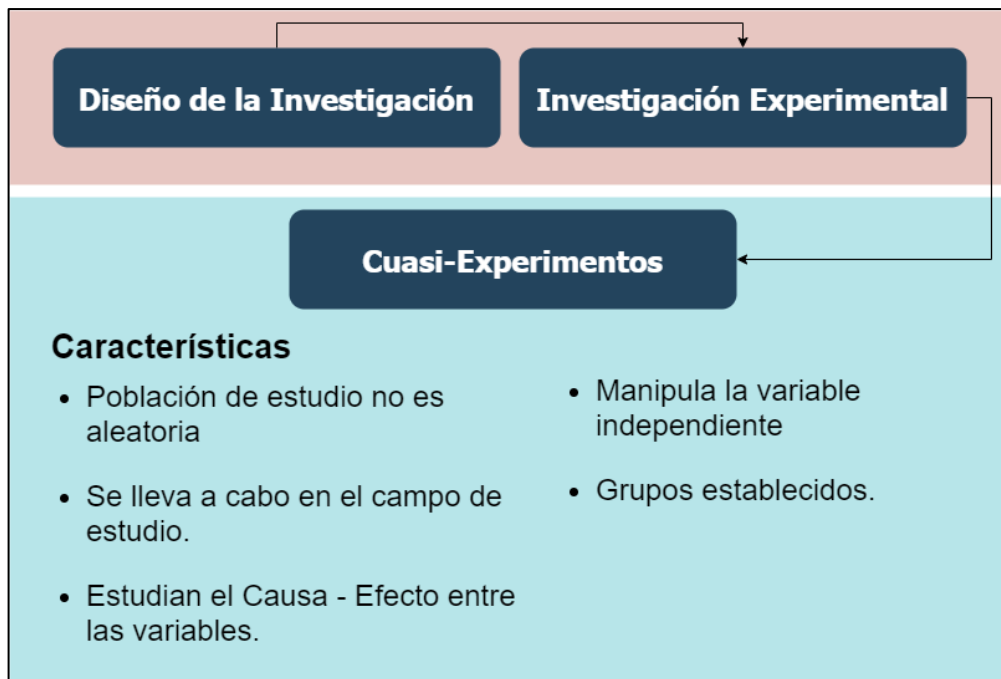 Diseño de la Investigación
Investigación Experimental
Cuasi-Experimentos
Características
• Población de estudio no es
aleatoria
• Se lleva a cabo en el campo de
estudio.
• Estudian el Causa - Efecto entre
las variables.
• Manipula la variable
independiente
• Grupos establecidos.